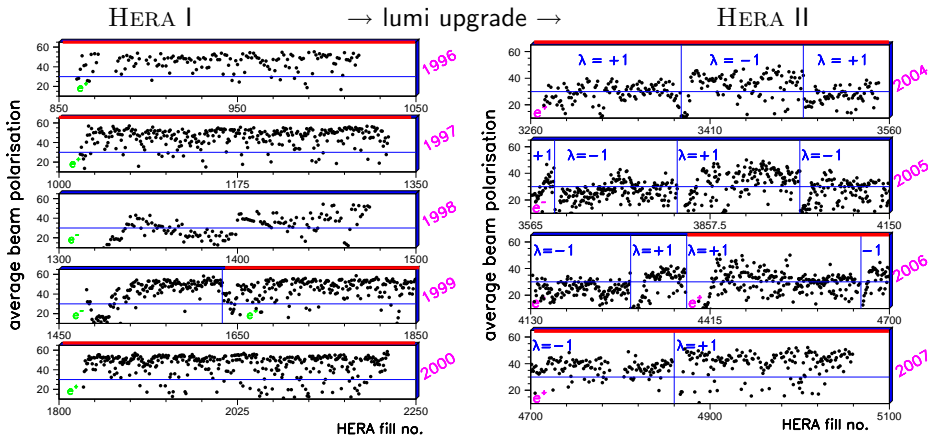 HERA I → lumi upgrade → HERA II
average beam polarisation
60
40
20
e+
850 950 1050
1996
60
40
20
e+
1000 1175 1350
1997
60
40
20
e-
1300 1400 1500
1998
60
40
20
e- e+
1450 1650 1850
1999
60
40
20
e+
1800 2025 2250
2000
HERA fill no.
average beam polarisation
60
40
20
λ = +1 λ = -1 λ = +1
e+
3260 3410 3560
2004
60
40
20
+1 λ=-1 λ=+1 λ=-1
e-
3565 3857.5 4150
2005
60
40
20
λ=-1 λ=+1 λ=+1 -1
e- e+
4130 4415 4700
2006
60
40
20
λ=-1 λ=+1
e+
4700 4900 5100
2007
HERA fill no.